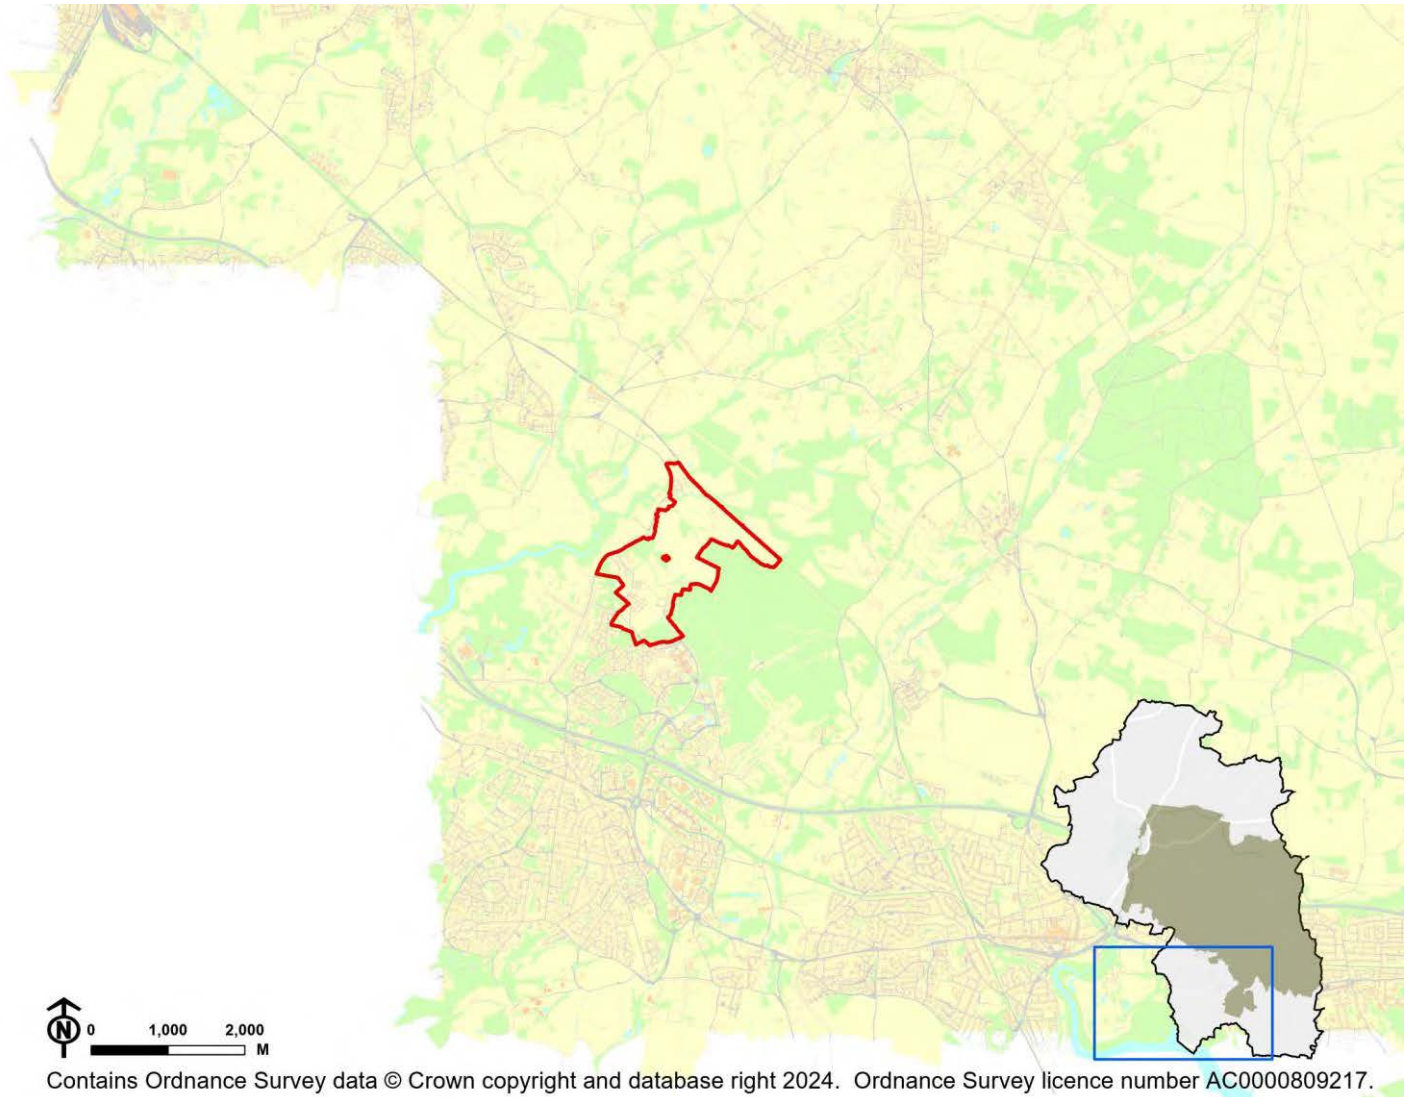 N
0 1,000 2,000
M
Contains Ordnance Survey data © Crown copyright and database right 2024. Ordnance Survey licence number AC0000809217.